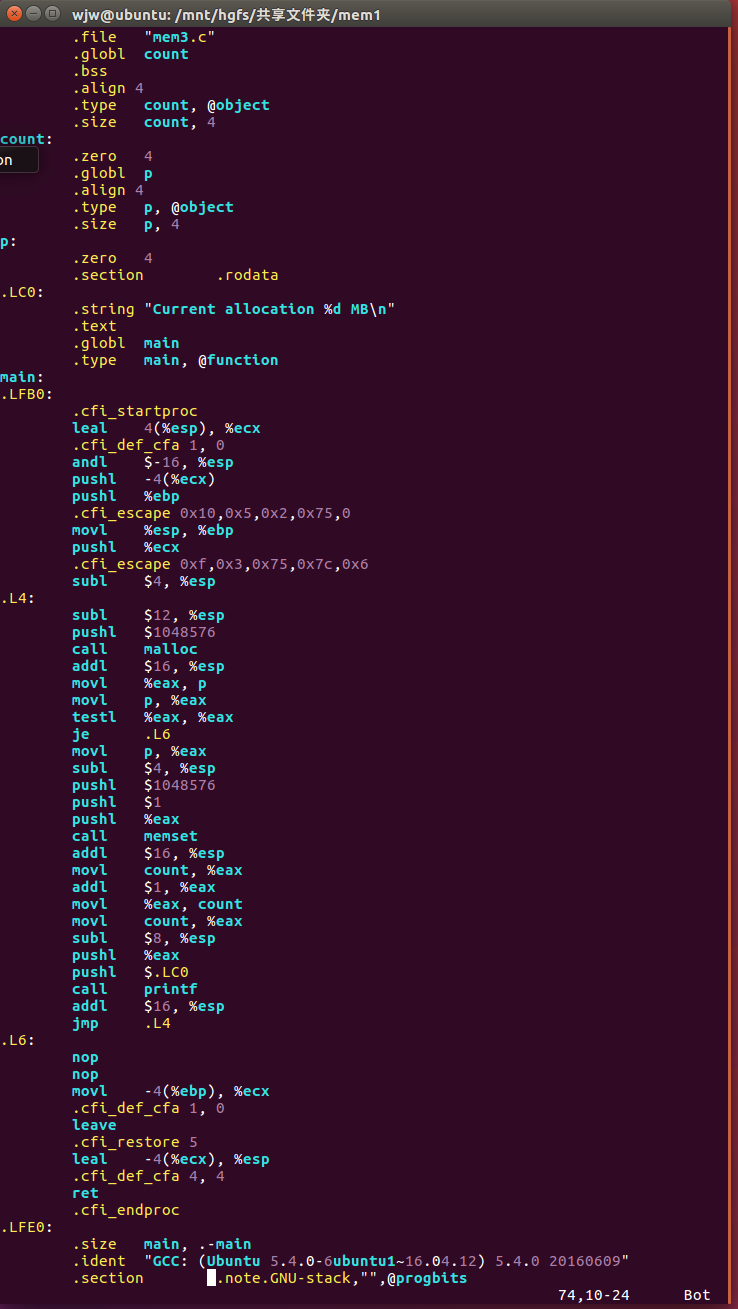 wjw@ubuntu: /mnt/hgfs/共享文件夹/mem1
.file "mem3.c"
.globl count
.bss
.align 4
.type count, @object
.size count, 4
count:
on
.zero 4
.globl p
.align 4
.type p, @object
.size p, 4
p:
.zero 4
.section .rodata
.LC0:
.string "Current allocation %d MB\n"
.text
.globl main
.type main, @function
main:
.LFB0:
.cfi_startproc
leal 4(%esp), %ecx
.cfi_def_cfa 1, 0
andl $-16, %esp
pushl -4(%ecx)
pushl %ebp
.cfi_escape 0x10,0x5,0x2,0x75,0
movl %esp, %ebp
pushl %ecx
.cfi_escape 0xf,0x3,0x75,0x7c,0x6
subl $4, %esp
.L4:
subl $12, %esp
pushl $1048576
call malloc
addl $16, %esp
movl %eax, p
movl p, %eax
testl %eax, %eax
je .L6
movl p, %eax
subl $4, %esp
pushl $1048576
pushl $1
pushl %eax
call memset
addl $16, %esp
movl count, %eax
addl $1, %eax
movl %eax, count
movl count, %eax
subl $8, %esp
pushl %eax
pushl $.LC0
call printf
addl $16, %esp
jmp .L4
.L6:
nop
nop
movl -4(%ebp), %ecx
.cfi_def_cfa 1, 0
leave
.cfi_restore 5
leal -4(%ecx), %esp
.cfi_def_cfa 4, 4
ret
.cfi_endproc
.LFE0:
.size main, .-main
.ident "GCC: (Ubuntu 5.4.0-6ubuntu1~16.04.12) 5.4.0 20160609"
.section .note.GNU-stack,"",@progbits
74,10-24 Bot